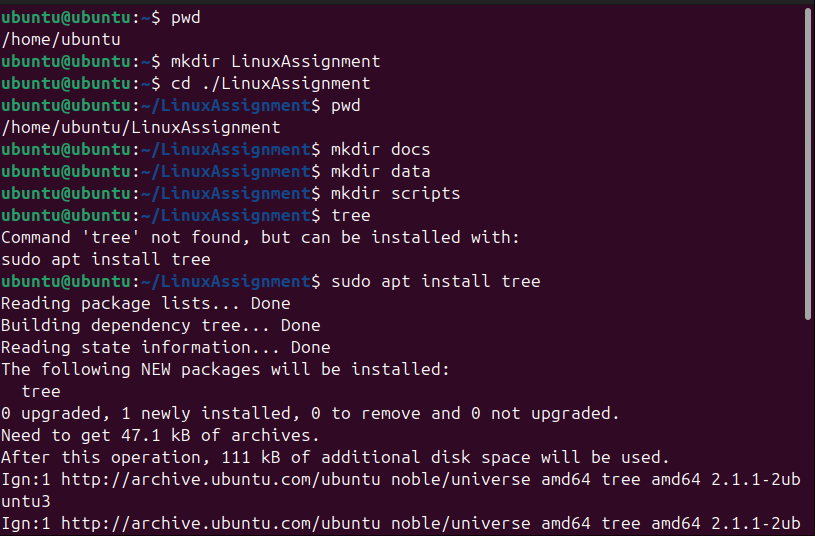 ubuntu@ubuntu:~$ pwd
/home/ubuntu
ubuntu@ubuntu:~$ mkdir LinuxAssignment
ubuntu@ubuntu:~$ cd ./LinuxAssignment
ubuntu@ubuntu:~/LinuxAssignment$ pwd
/home/ubuntu/LinuxAssignment
ubuntu@ubuntu:~/LinuxAssignment$ mkdir docs
ubuntu@ubuntu:~/LinuxAssignment$ mkdir data
ubuntu@ubuntu:~/LinuxAssignment$ mkdir scripts
ubuntu@ubuntu:~/LinuxAssignment$ tree
Command 'tree' not found, but can be installed with:
sudo apt install tree
ubuntu@ubuntu:~/LinuxAssignment$ sudo apt install tree
Reading package lists... Done
Building dependency tree... Done
Reading state information... Done
The following NEW packages will be installed:
  tree
0 upgraded, 1 newly installed, 0 to remove and 0 not upgraded.
Need to get 47.1 kB of archives.
After this operation, 111 kB of additional disk space will be used.
Ign:1 http://archive.ubuntu.com/ubuntu noble/universe amd64 tree amd64 2.1.1-2ub
untu3
Ign:1 http://archive.ubuntu.com/ubuntu noble/universe amd64 tree amd64 2.1.1-2ub